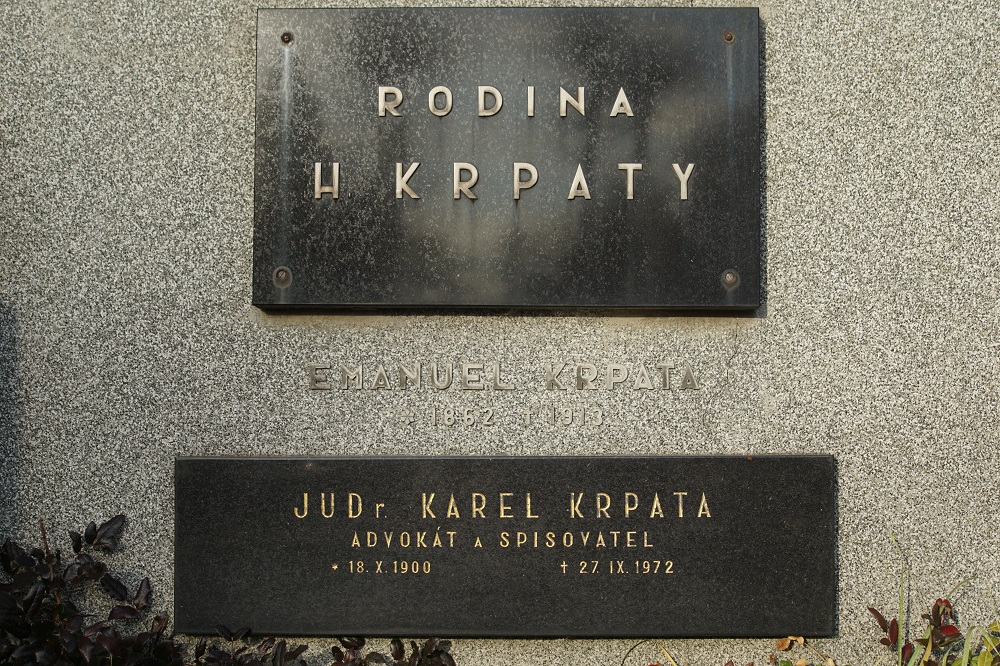 RODINA
H KRPATY
EMANUEL KRPATA
* 1862 † 1913
JUDr. KAREL KRPATA
ADVOKÁT A SPISOVATEL
* 18. X. 1900 † 27. IX. 1972